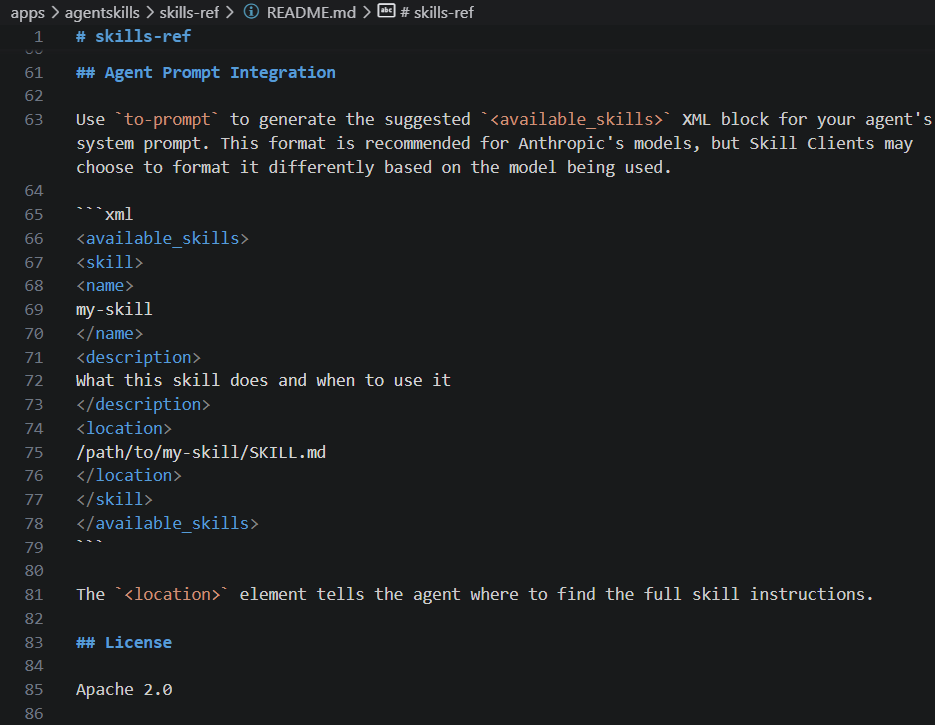 apps > agentskills > skills-ref > README.md > # skills-ref
1 # skills-ref
61 ## Agent Prompt Integration
62
63 Use `to-prompt` to generate the suggested `<available_skills>` XML block for your agent's
system prompt. This format is recommended for Anthropic's models, but Skill Clients may
choose to format it differently based on the model being used.
64
65 ```xml
66 <available_skills>
67 <skill>
68 <name>
69 my-skill
70 </name>
71 <description>
72 What this skill does and when to use it
73 </description>
74 <location>
75 /path/to/my-skill/SKILL.md
76 </location>
77 </skill>
78 </available_skills>
79 ```
80
81 The `<location>` element tells the agent where to find the full skill instructions.
82
83 ## License
84
85 Apache 2.0
86